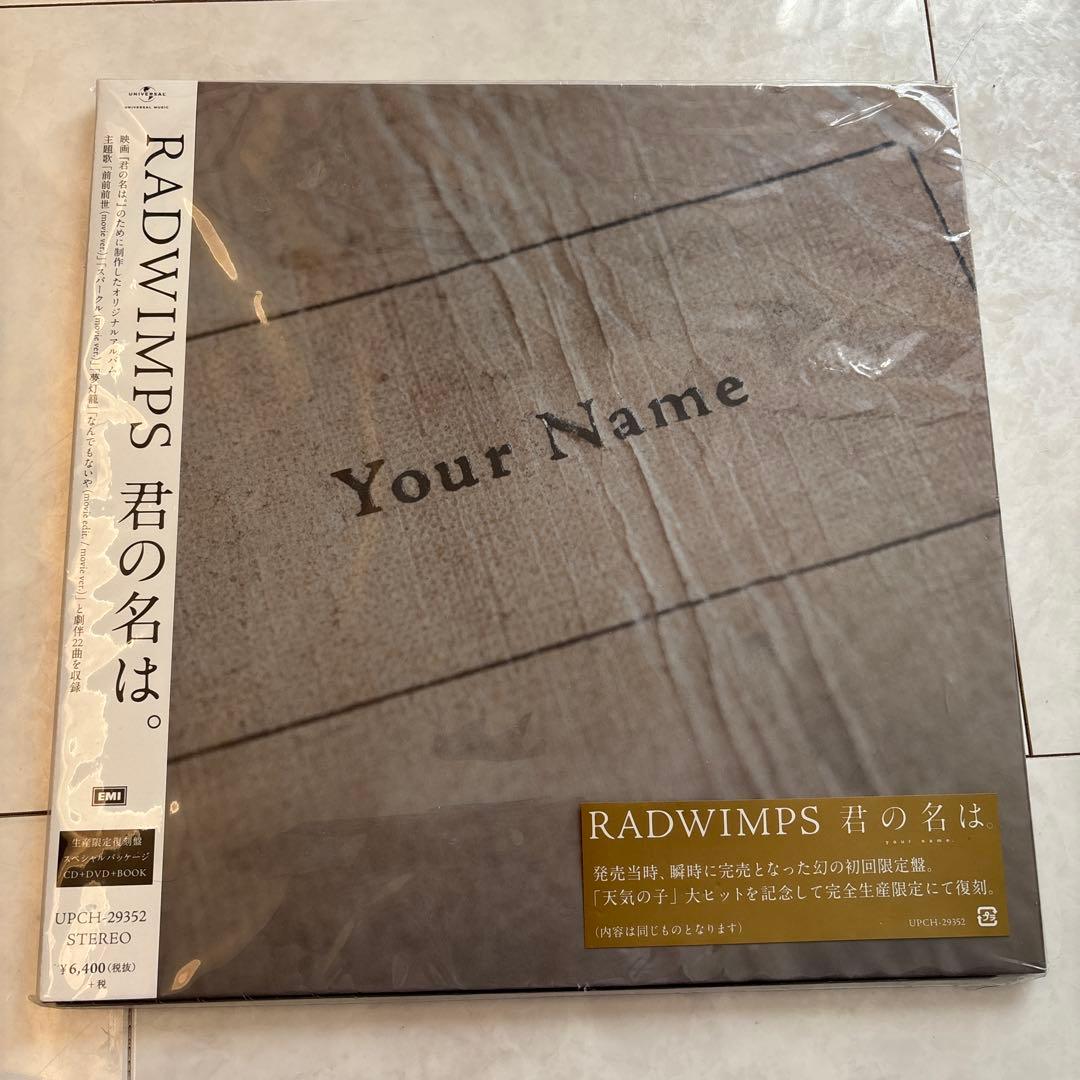 UNIVERSAL
UNIVERSAL MUSIC
RADWIMPS 君の名は。
映画『君の名は。』のために制作したオリジナルアルバム
主題歌「前前前世(movie ver.)」「スパークル(movie ver.)」「夢灯籠」「なんでもないや(movie edit. / movie ver.)」と劇伴22曲を収録
EMI
生産限定復刻盤
スペシャルパッケージ
CD+DVD+BOOK
UPCH-29352
STEREO
¥6,400(税抜)
+税
Your Name
RADWIMPS 君の名は。
your name.
発売当時、瞬時に完売となった幻の初回限定盤。
「天気の子」大ヒットを記念して完全生産限定にて復刻。
(内容は同じものとなります)
UPCH-29352
プラ